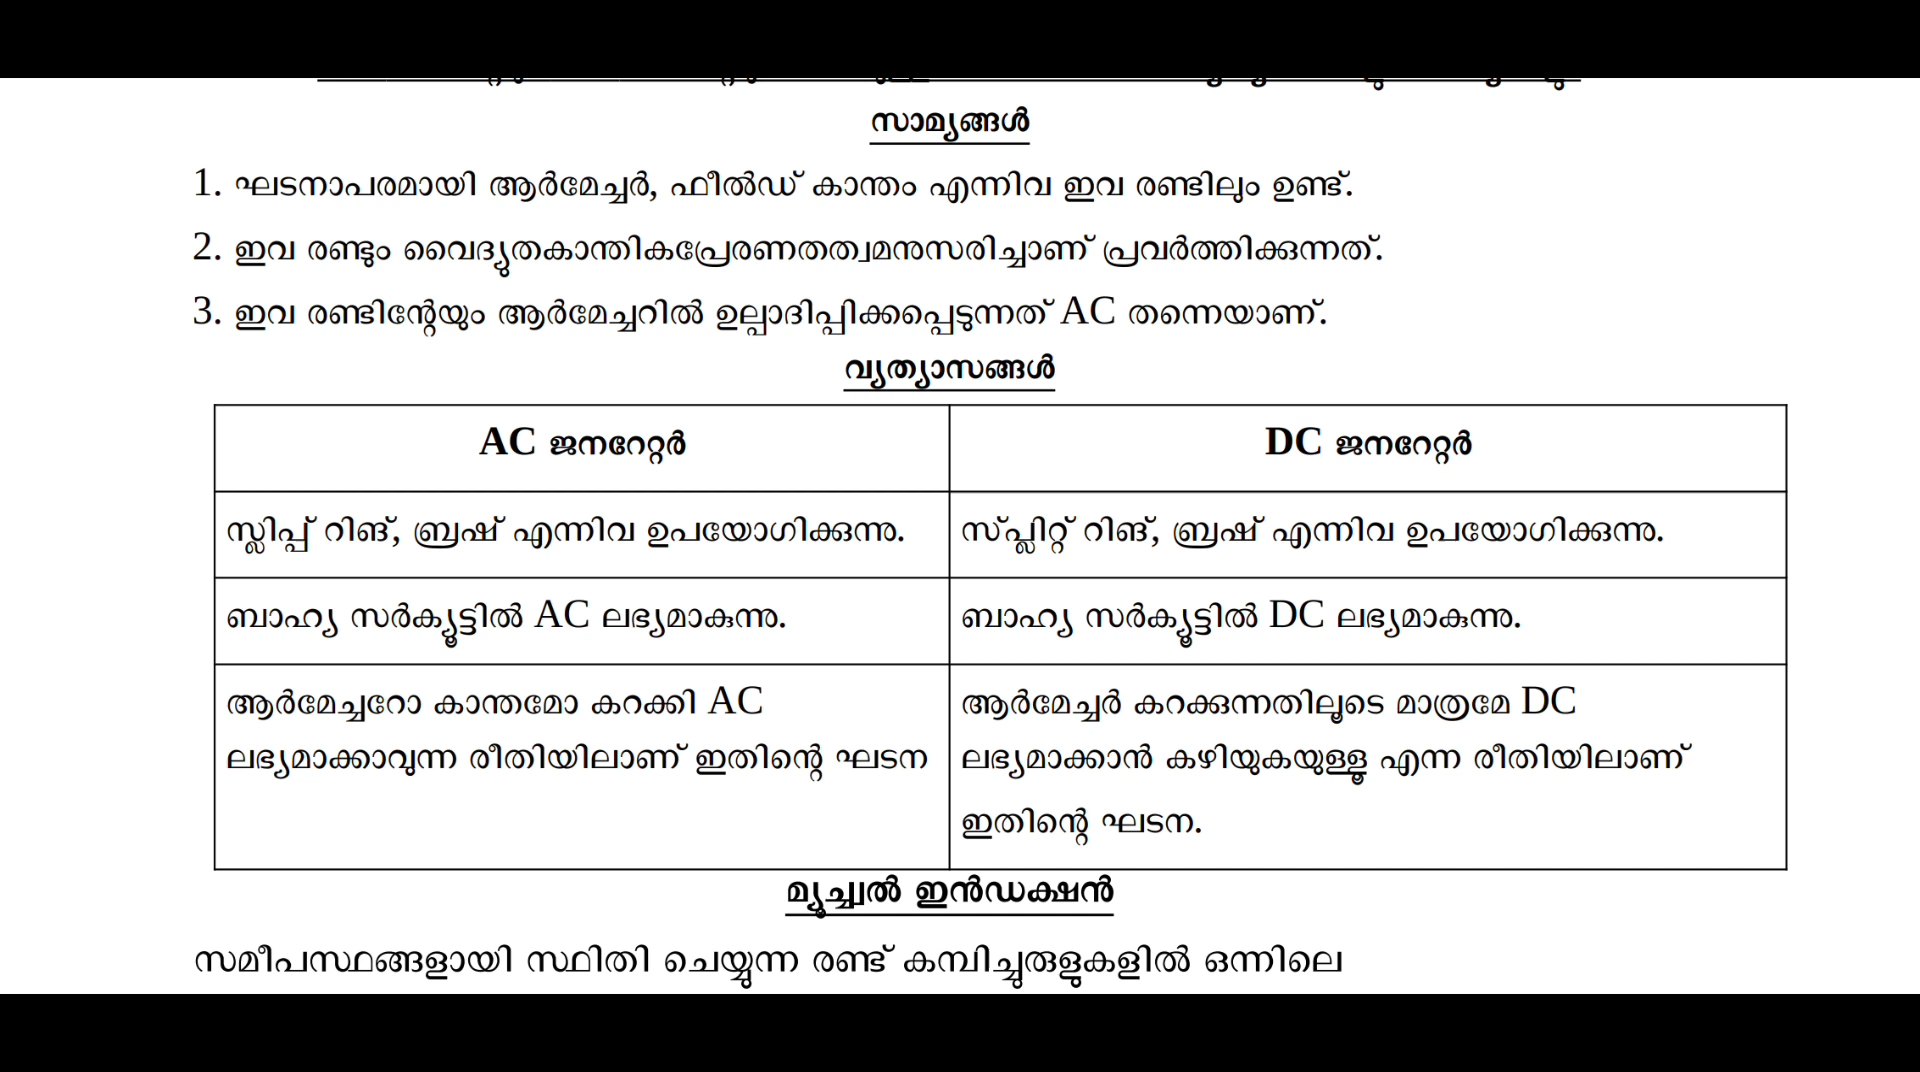 സാമ്യങ്ങൾ
1. ഘടനാപരമായി ആർമേച്ചർ, ഫീൽഡ് കാന്തം എന്നിവ ഇവ രണ്ടിലും ഉണ്ട്.
2. ഇവ രണ്ടും വൈദ്യുതകാന്തികപ്രേരണതത്വമനുസരിച്ചാണ് പ്രവർത്തിക്കുന്നത്.
3. ഇവ രണ്ടിന്റേയും ആർമേച്ചറിൽ ഉല്പാദിപ്പിക്കപ്പെടുന്നത് AC തന്നെയാണ്.
വ്യത്യാസങ്ങൾ
AC ജനറേറ്റർ
DC ജനറേറ്റർ
സ്ലിപ്പ് റിങ്, ബ്രഷ് എന്നിവ ഉപയോഗിക്കുന്നു.
സ്പ്ലിറ്റ് റിങ്, ബ്രഷ് എന്നിവ ഉപയോഗിക്കുന്നു.
ബാഹ്യ സർക്യൂട്ടിൽ AC ലഭ്യമാകുന്നു.
ബാഹ്യ സർക്യൂട്ടിൽ DC ലഭ്യമാകുന്നു.
ആർമേച്ചറോ കാന്തമോ കറക്കി AC
ലഭ്യമാക്കാവുന്ന രീതിയിലാണ് ഇതിന്റെ ഘടന
ആർമേച്ചർ കറക്കുന്നതിലൂടെ മാത്രമേ DC
ലഭ്യമാക്കാൻ കഴിയുകയുള്ളൂ എന്ന രീതിയിലാണ്
ഇതിന്റെ ഘടന.
മ്യൂച്ച്വൽ ഇൻഡക്ഷൻ
സമീപസ്ഥങ്ങളായി സ്ഥിതി ചെയ്യുന്ന രണ്ട് കമ്പിച്ചുരുളുകളിൽ ഒന്നിലെ